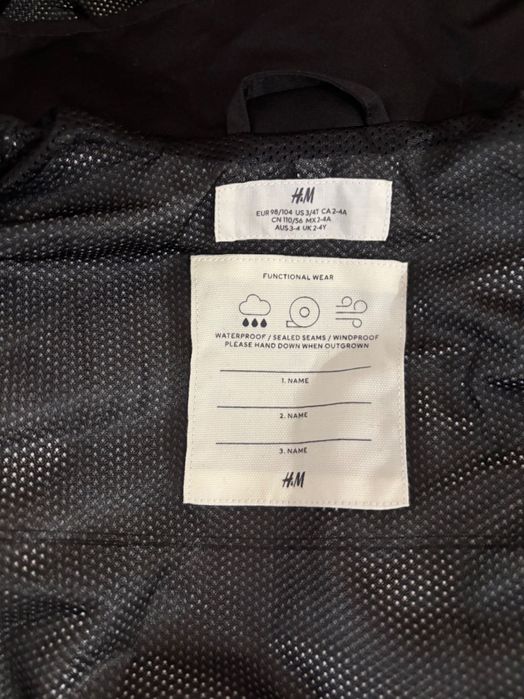 H&M
EUR 98/104 US 3/4T CA 2-4A
CN 110/56 MX 2-4A
AUS 3-4 UK 2-4Y
FUNCTIONAL WEAR
WATERPROOF / SEALED SEAMS / WINDPROOF
PLEASE HAND DOWN WHEN OUTGROWN
1. NAME
2. NAME
3. NAME
H&M